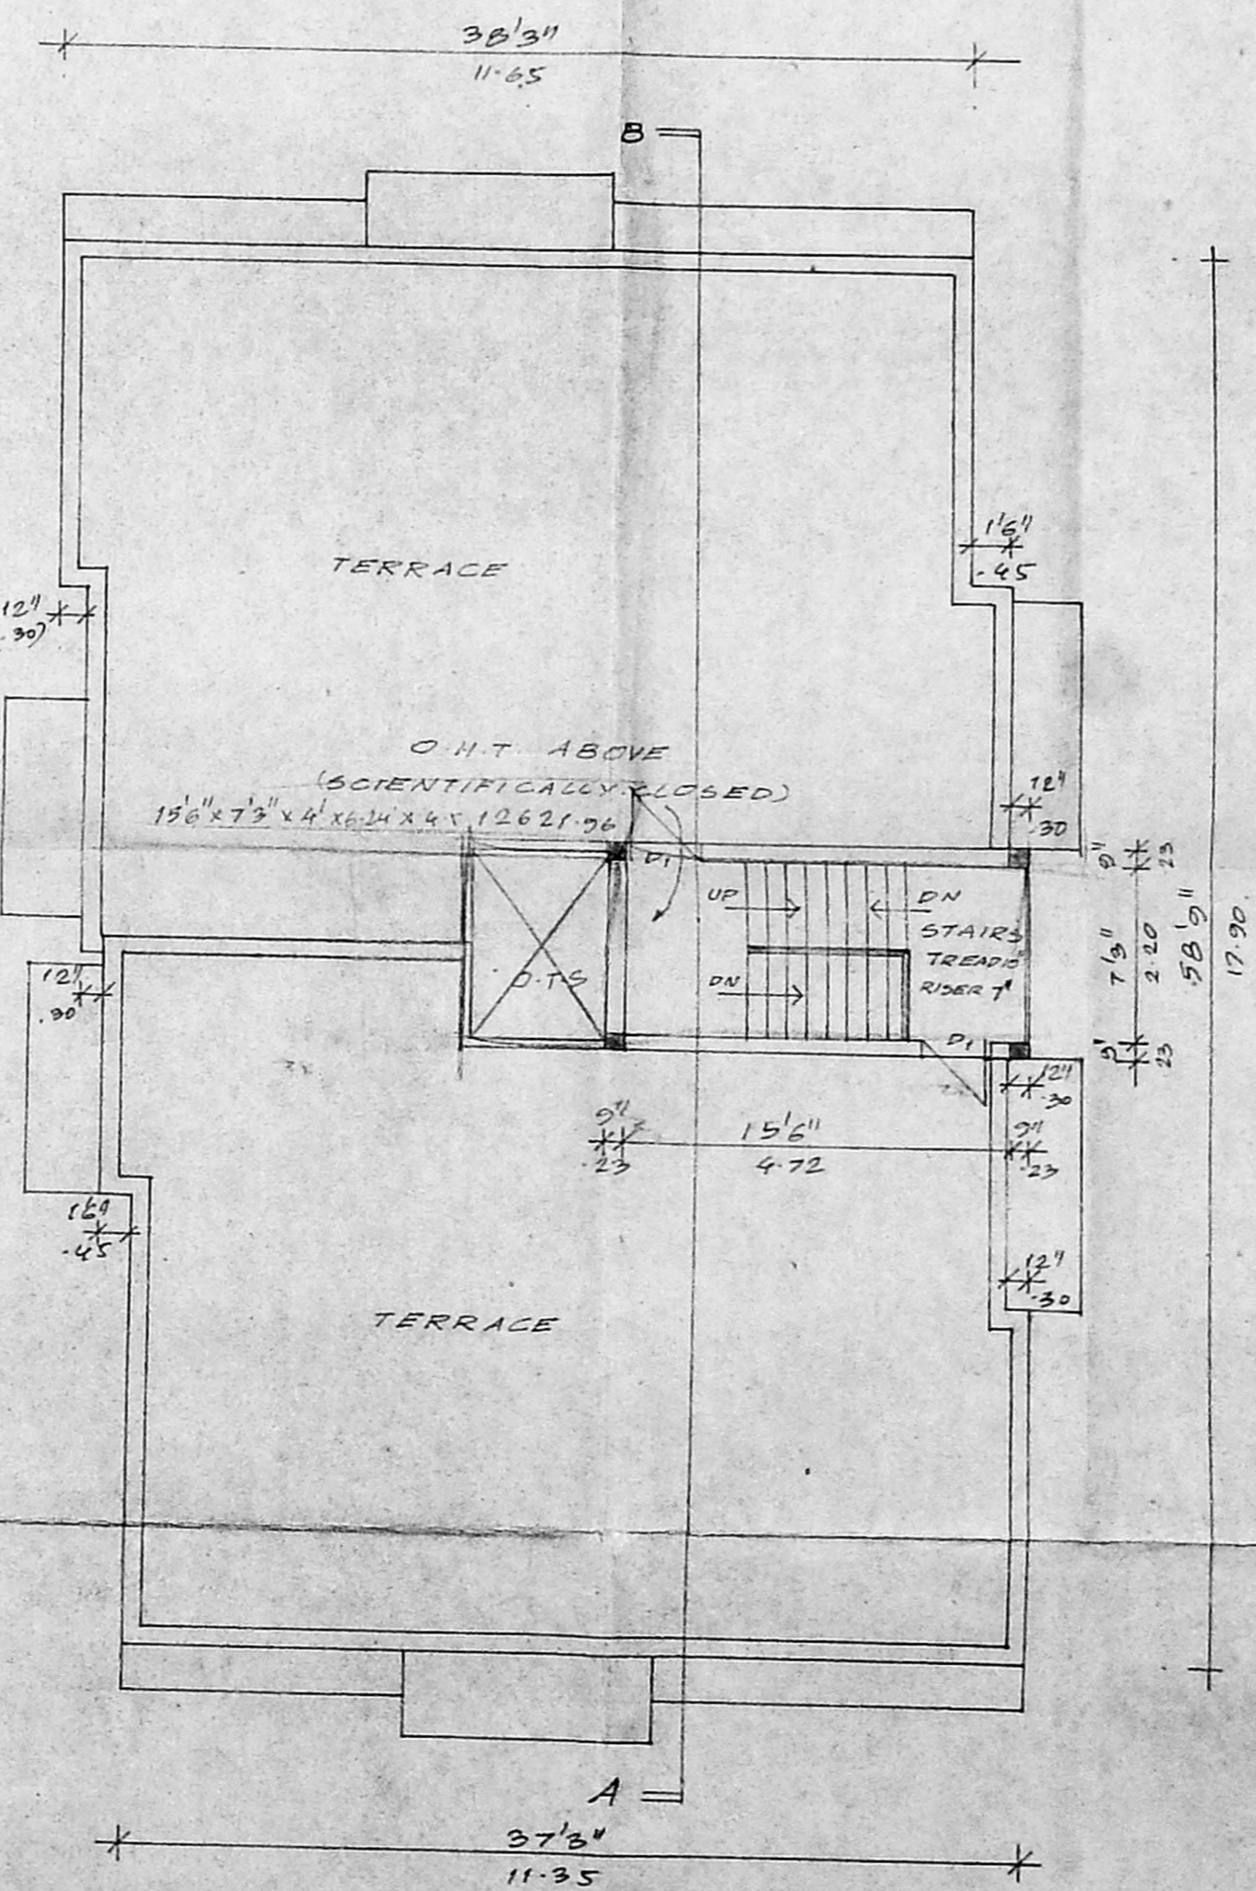 38'3"
11.65
B
TERRACE
1'6"
.45
12"
.30)
O.H.T ABOVE
(SCIENTIFICALLY CLOSED)
15'6" x 7'3" x 4' x 6.24 x 4.5 12621.96
12"
.30
D1
UP
DN
STAIRS
TREAD 10"
RISER 7"
DN
O.T.S
D1
9"
23
7'3"
2.20
9"
23
58'9"
17.90.
12"
.30
12"
.30
9"
.23
15'6"
4.72
9"
.23
1'6"
.45
12"
.30
TERRACE
A
37'3"
11.35